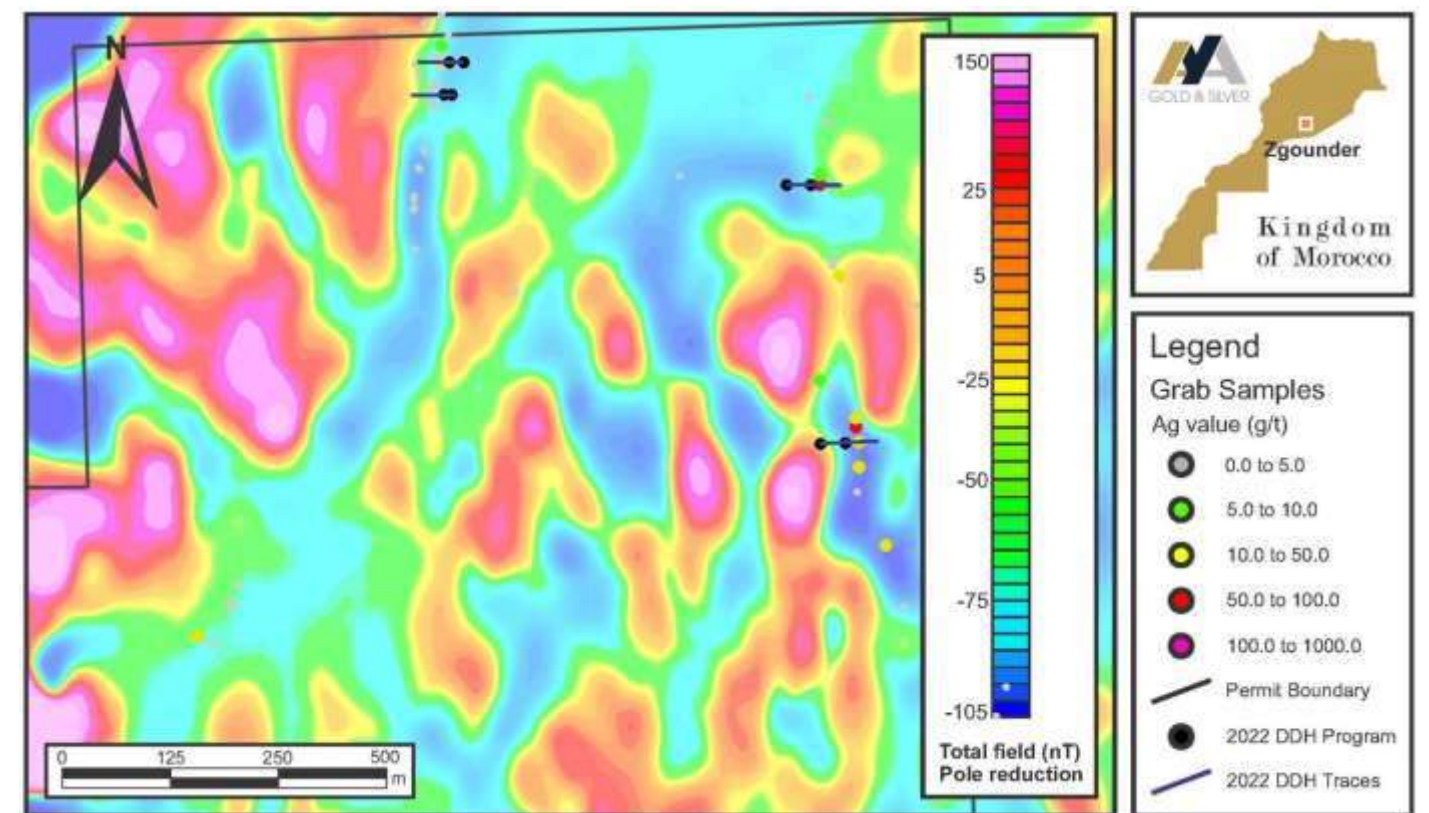 N
150
25
5
-25
-50
-75
-105
Total field (nT)
Pole reduction
0 125 250 500
m
AYA
GOLD & SILVER
Zgounder
Kingdom
of Morocco
Legend
Grab Samples
Ag value (g/t)
0.0 to 5.0
5.0 to 10.0
10.0 to 50.0
50.0 to 100.0
100.0 to 1000.0
Permit Boundary
2022 DDH Program
2022 DDH Traces